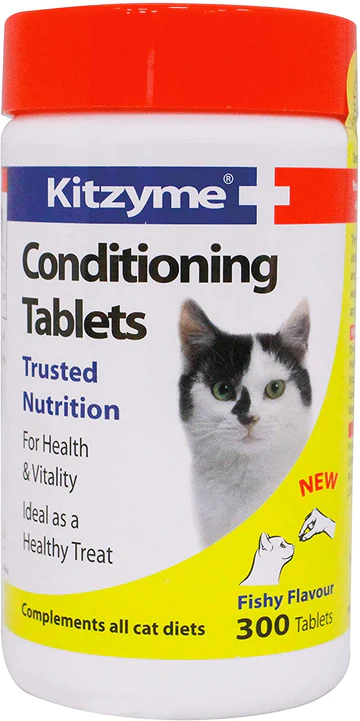 Kitzyme®
Conditioning
Tablets
Trusted
Nutrition
For Health
& Vitality
Ideal as a
Healthy Treat
NEW
Fishy Flavour
300 Tablets
Complements all cat diets